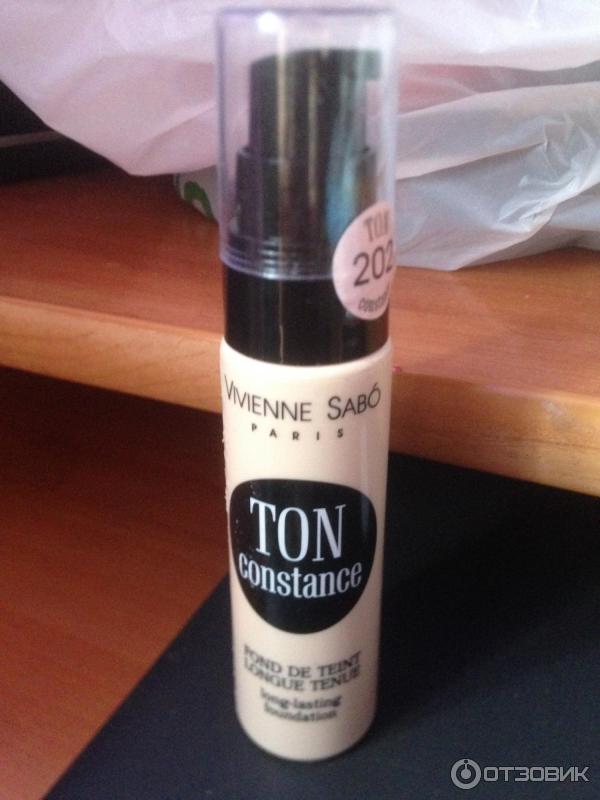 TON
202
VIVIENNE SABÓ
PARIS
TON
constance
FOND DE TEINT
LONGUE TENUE
long-lasting
foundation
ОТЗОВИК